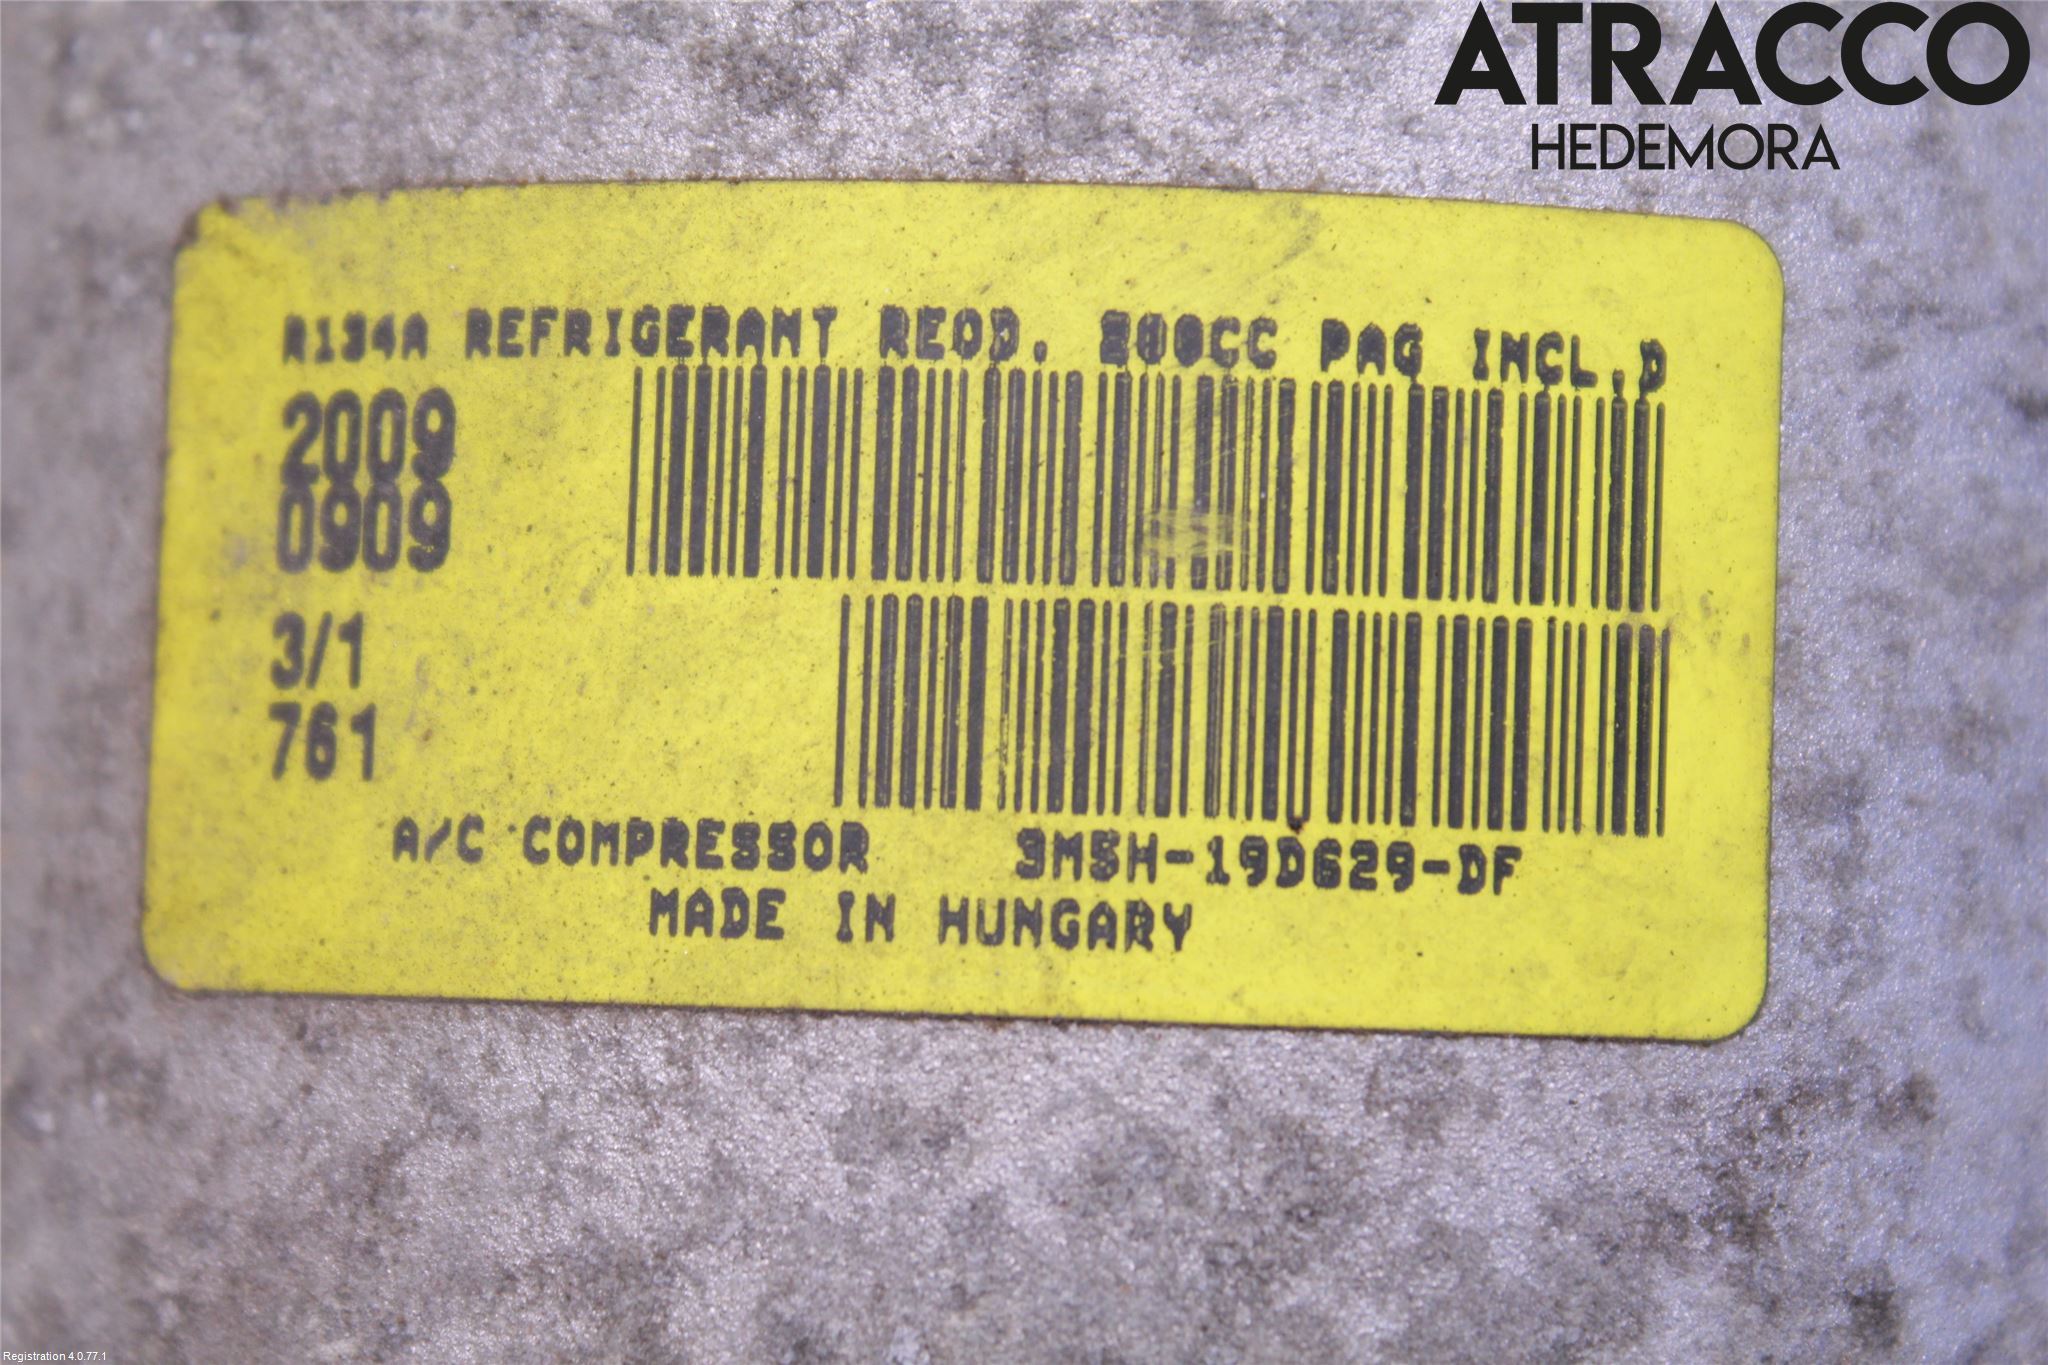 ATRACCO
HEDEMORA
R134A REFRIGERANT REQD. 200CC PAG INCL.D
2009
0909
3/1
761
A/C COMPRESSOR 3M5H-19D629-DF
MADE IN HUNGARY
Registration 4.0.77.1